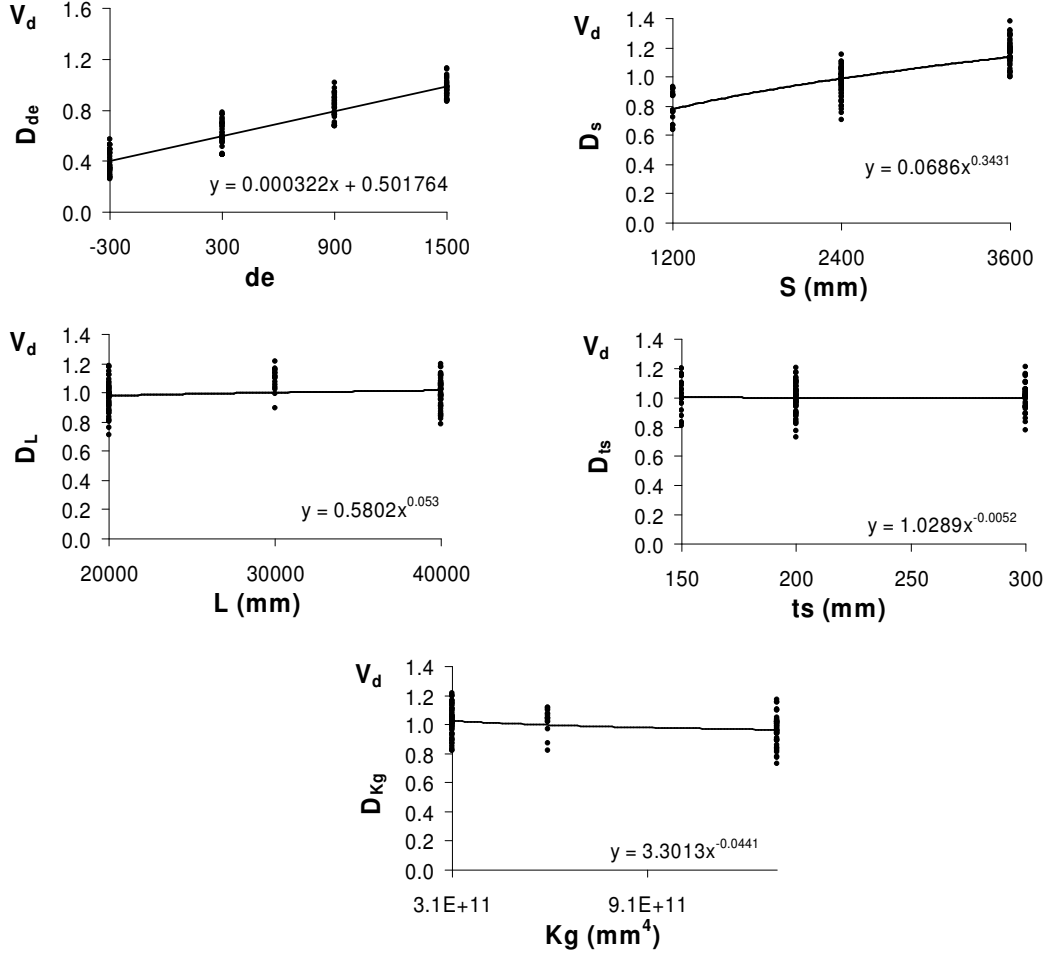 V_d
1.6
1.2
0.8
0.4
0.0
D_de
y = 0.000322x + 0.501764
-300 300 900 1500
de
V_d
1.4
1.2
1.0
0.8
0.6
0.4
0.2
0.0
D_s
y = 0.0686x^0.3431
1200 2400 3600
S (mm)
V_d
1.4
1.2
1.0
0.8
0.6
0.4
0.2
0.0
D_L
y = 0.5802x^0.053
20000 30000 40000
L (mm)
V_d
1.4
1.2
1.0
0.8
0.6
0.4
0.2
0.0
D_ts
y = 1.0289x^-0.0052
150 200 250 300
ts (mm)
V_d
1.4
1.2
1.0
0.8
0.6
0.4
0.2
0.0
D_Kg
y = 3.3013x^-0.0441
3.1E+11 9.1E+11
Kg (mm^4)